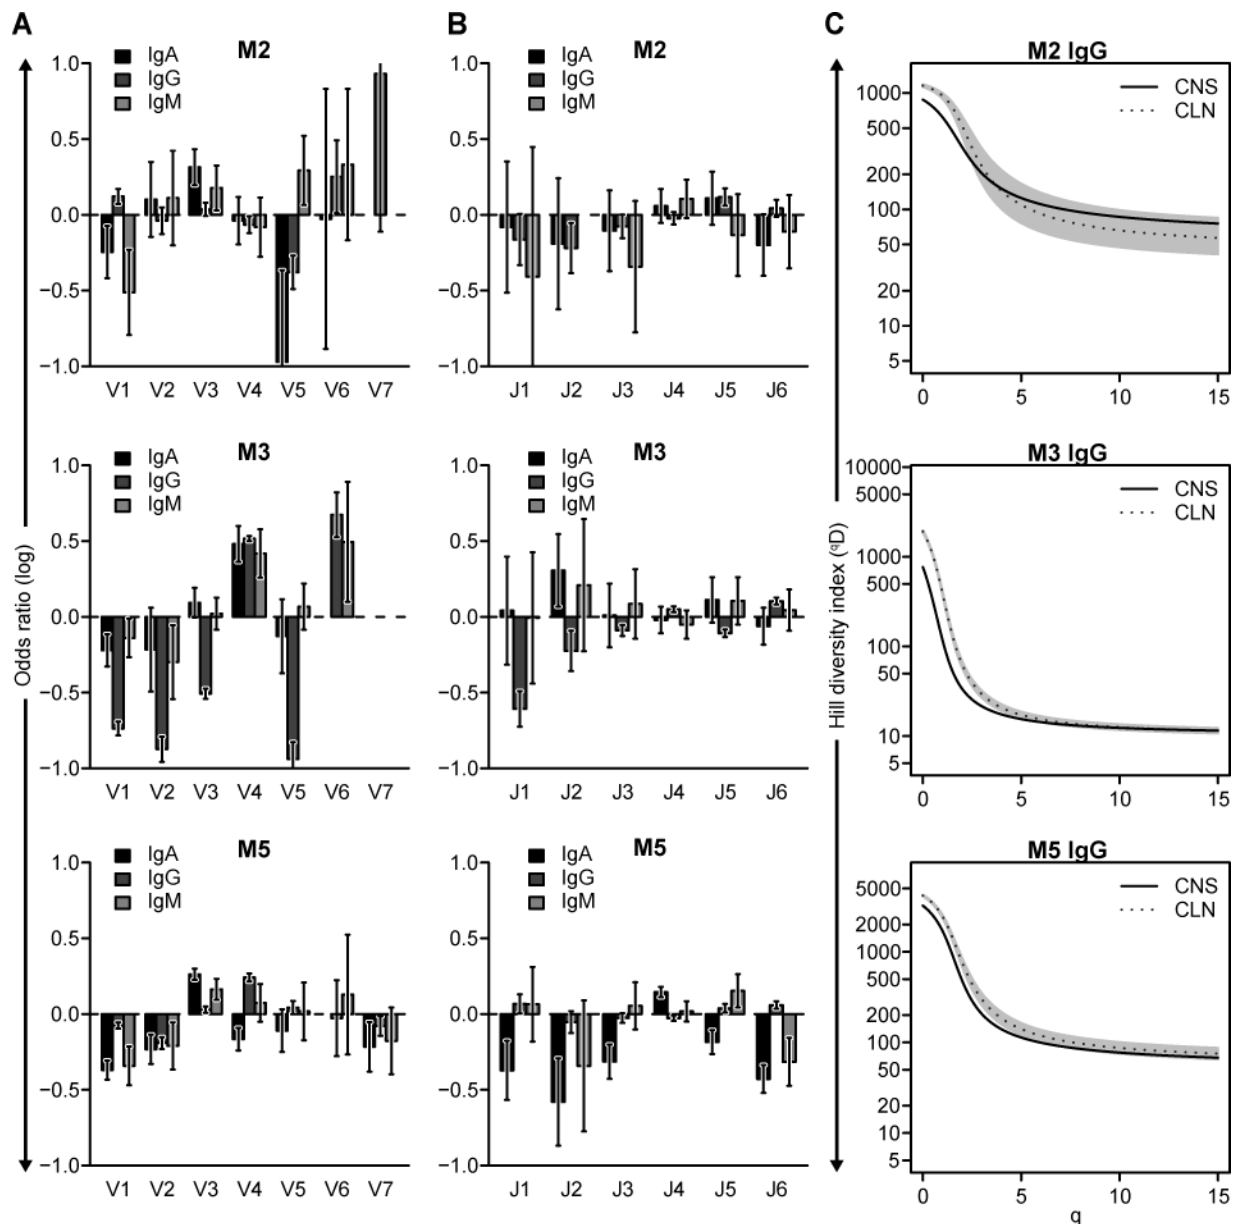 A
B
C
M2
IgA
IgG
IgM
1.0
0.5
0.0
−0.5
−1.0
V1 V2 V3 V4 V5 V6 V7
M2
IgA
IgG
IgM
1.0
0.5
0.0
−0.5
−1.0
J1 J2 J3 J4 J5 J6
M2 IgG
CNS
CLN
1000
500
200
100
50
20
10
5
0 5 10 15
Odds ratio (log)
M3
IgA
IgG
IgM
1.0
0.5
0.0
−0.5
−1.0
V1 V2 V3 V4 V5 V6 V7
M3
IgA
IgG
IgM
1.0
0.5
0.0
−0.5
−1.0
J1 J2 J3 J4 J5 J6
Hill diversity index (qD)
M3 IgG
CNS
CLN
10000
5000
1000
500
100
50
10
5
0 5 10 15
M5
IgA
IgG
IgM
1.0
0.5
0.0
−0.5
−1.0
V1 V2 V3 V4 V5 V6 V7
M5
IgA
IgG
IgM
1.0
0.5
0.0
−0.5
−1.0
J1 J2 J3 J4 J5 J6
M5 IgG
CNS
CLN
5000
2000
1000
500
200
100
50
20
10
5
0 5 10 15
q